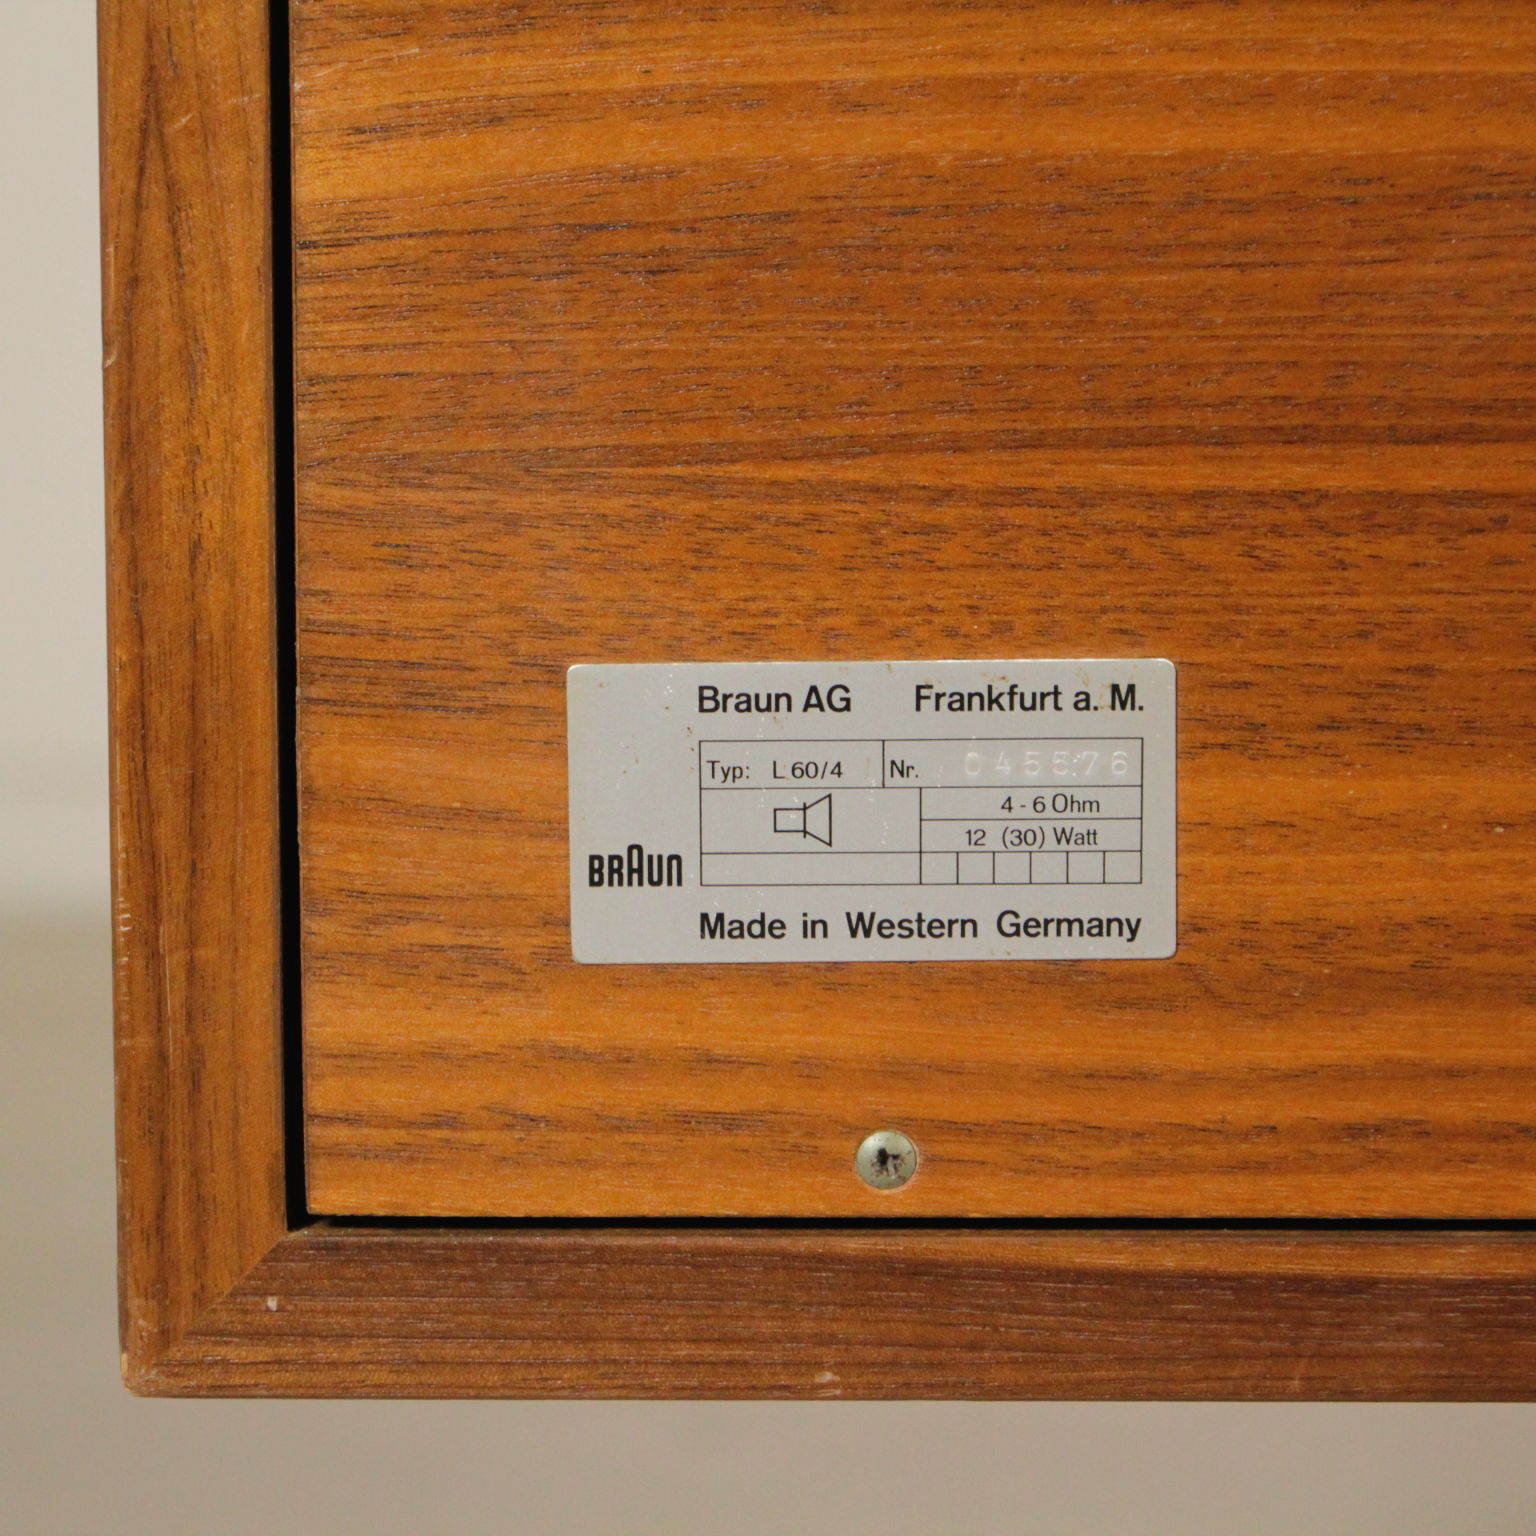 Braun AG Frankfurt a. M.
Typ: L 60/4 Nr. 045576
4 - 6 Ohm
12 (30) Watt
BRAUN
Made in Western Germany